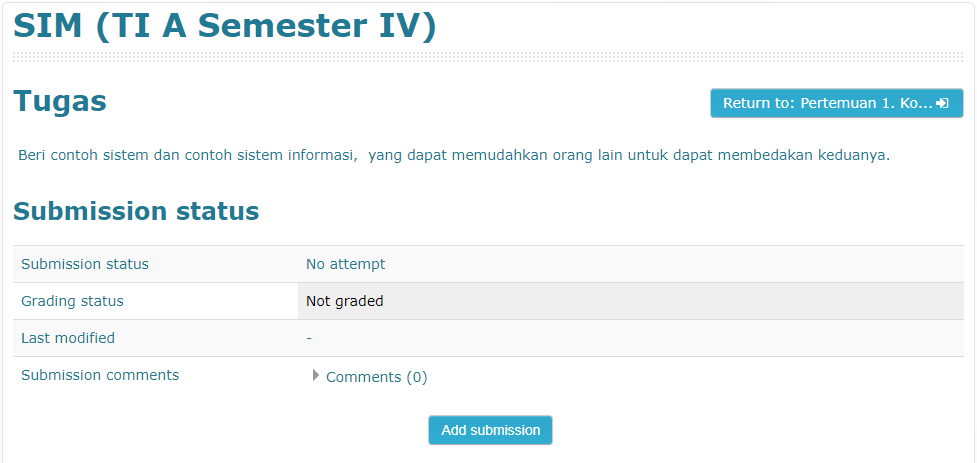 SIM (TI A Semester IV)
Tugas
Return to: Pertemuan 1. Ko...
Beri contoh sistem dan contoh sistem informasi,  yang dapat memudahkan orang lain untuk dapat membedakan keduanya.
Submission status
Submission status No attempt
Grading status Not graded
Last modified -
Submission comments Comments (0)
Add submission